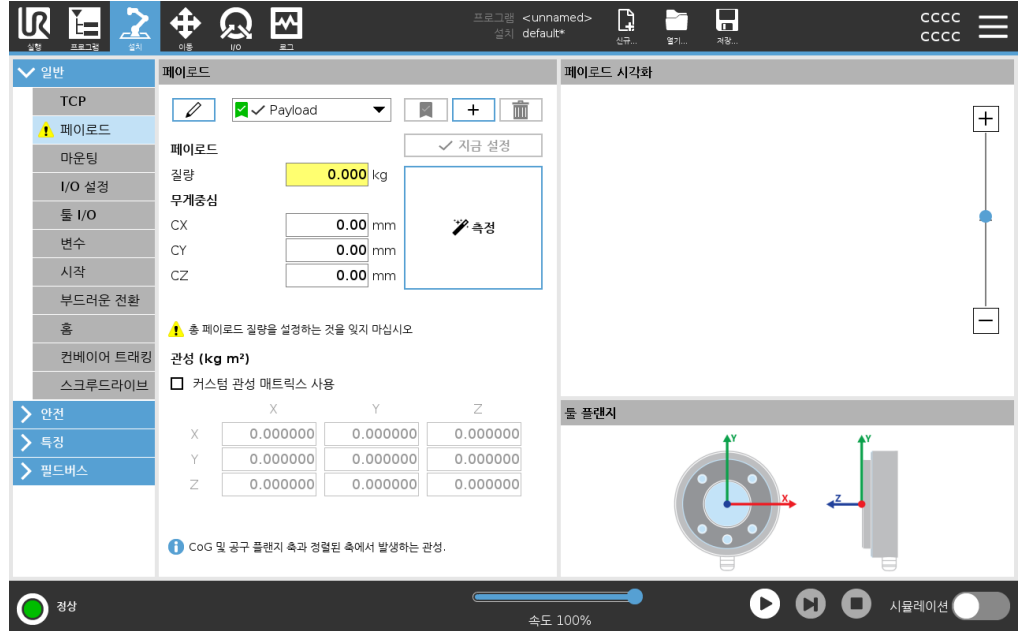 프로그램 <unnamed>
설치 default*
CCCC
CCCC
실행 프로그램 설치 이동 I/O 로그 신규... 열기... 저장...
일반
TCP
페이로드
마운팅
I/O 설정
툴 I/O
변수
시작
부드러운 전환
홈
컨베이어 트래킹
스크루드라이브
안전
특징
필드버스
페이로드
Payload
지금 설정
페이로드
질량 0.000 kg
무게중심
CX 0.00 mm
CY 0.00 mm
CZ 0.00 mm
측정
총 페이로드 질량을 설정하는 것을 잊지 마십시오
관성 (kg m²)
커스텀 관성 매트릭스 사용
X Y Z
X 0.000000 0.000000 0.000000
Y 0.000000 0.000000 0.000000
Z 0.000000 0.000000 0.000000
CoG 및 공구 플랜지 축과 정렬된 축에서 발생하는 관성.
페이로드 시각화
툴 플랜지
Y
X
Y
Z
정상
속도 100%
시뮬레이션